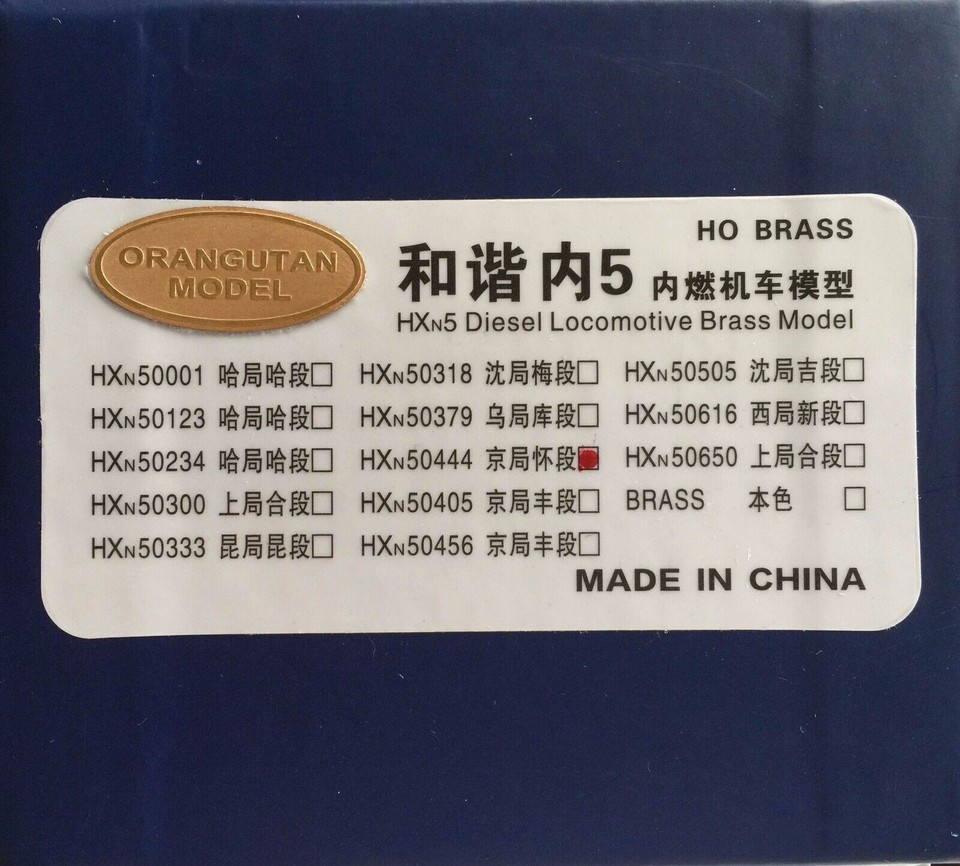 ORANGUTAN
MODEL
HO BRASS
和谐内5 内燃机车模型
HXN5 Diesel Locomotive Brass Model
HXN50001 哈局哈段□ HXN50318 沈局梅段□ HXN50505 沈局吉段□
HXN50123 哈局哈段□ HXN50379 乌局库段□ HXN50616 西局新段□
HXN50234 哈局哈段□ HXN50444 京局怀段■ HXN50650 上局合段□
HXN50300 上局合段□ HXN50405 京局丰段□ BRASS 本色 □
HXN50333 昆局昆段□ HXN50456 京局丰段□
MADE IN CHINA